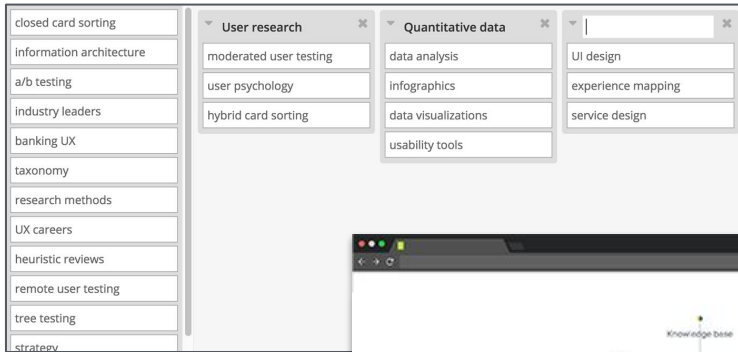 closed card sorting
information architecture
a/b testing
industry leaders
banking UX
taxonomy
research methods
UX careers
heuristic reviews
remote user testing
tree testing
strategy
User research
moderated user testing
user psychology
hybrid card sorting
Quantitative data
data analysis
infographics
data visualizations
usability tools
UI design
experience mapping
service design
Knowledge base